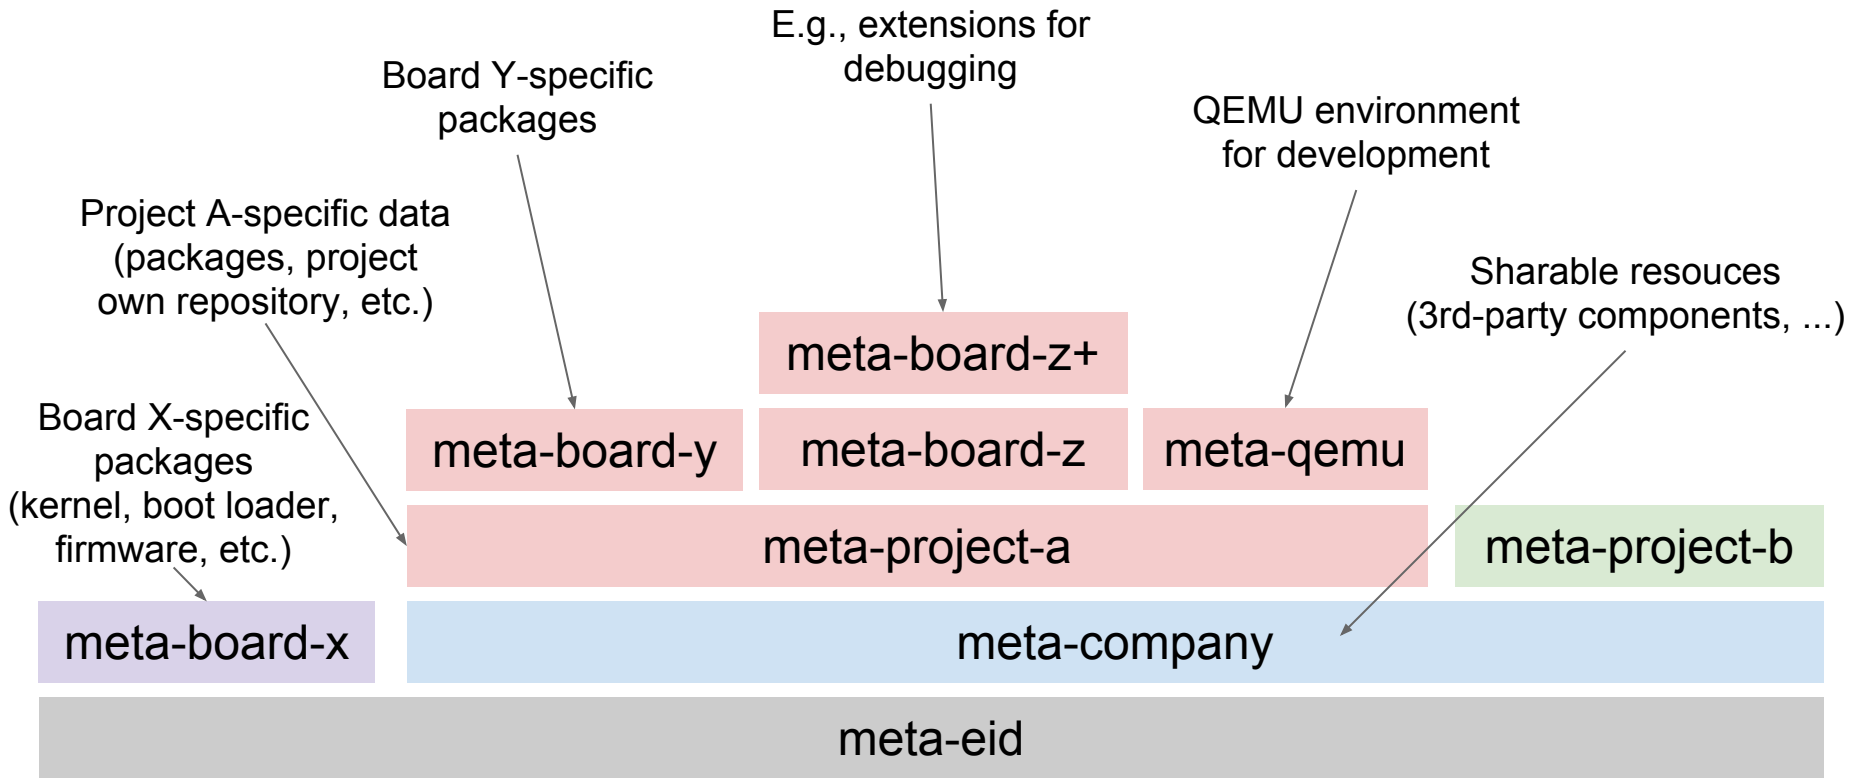 E.g., extensions for
debugging
Board Y-specific
packages
QEMU environment
for development
Project A-specific data
(packages, project
own repository, etc.)
Sharable resouces
(3rd-party components, ...)
Board X-specific
packages
(kernel, boot loader,
firmware, etc.)
meta-board-z+
meta-board-y
meta-board-z
meta-qemu
meta-project-a
meta-project-b
meta-board-x
meta-company
meta-eid